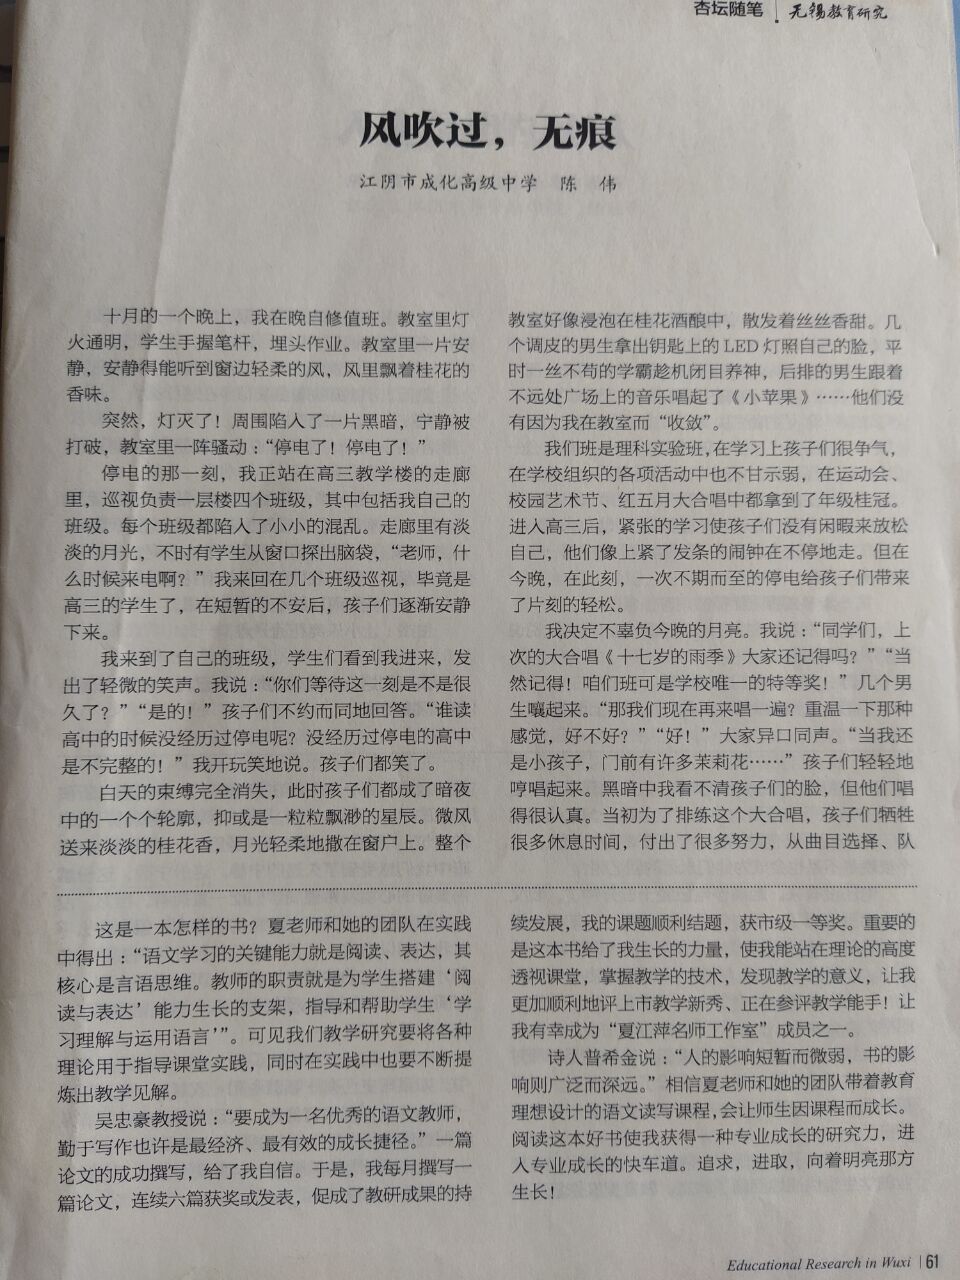 杏坛随笔 | 无锡教育研究
风吹过，无痕
江阴市成化高级中学 陈 伟
十月的一个晚上，我在晚自修值班。教室里灯
火通明，学生手握笔杆，埋头作业。教室里一片安
静，安静得能听到窗边轻柔的风，风里飘着桂花的
香味。
突然，灯灭了！周围陷入了一片黑暗，宁静被
打破，教室里一阵骚动：“停电了！停电了！”
停电的那一刻，我正站在高三教学楼的走廊
里，巡视负责一层楼四个班级，其中包括我自己的
班级。每个班级都陷入了小小的混乱。走廊里有淡
淡的月光，不时有学生从窗口探出脑袋，“老师，什
么时候来电啊？”我来回在几个班级巡视，毕竟是
高三的学生了，在短暂的不安后，孩子们逐渐安静
下来。
我来到了自己的班级，学生们看到我进来，发
出了轻微的笑声。我说：“你们等待这一刻是不是很
久了？”“是的！”孩子们不约而同地回答。“谁读
高中的时候没经历过停电呢？没经历过停电的高中
是不完整的！”我开玩笑地说。孩子们都笑了。
白天的束缚完全消失，此时孩子们都成了暗夜
中的一个个轮廓，抑或是一粒粒飘渺的星辰。微风
送来淡淡的桂花香，月光轻柔地撒在窗户上。整个
教室好像浸泡在桂花酒酿中，散发着丝丝香甜。几
个调皮的男生拿出钥匙上的 LED 灯照自己的脸，平
时一丝不苟的学霸趁机闭目养神，后排的男生跟着
不远处广场上的音乐唱起了《小苹果》……他们没
有因为我在教室而“收敛”。
我们班是理科实验班，在学习上孩子们很争气，
在学校组织的各项活动中也不甘示弱，在运动会、
校园艺术节、红五月大合唱中都拿到了年级桂冠。
进入高三后，紧张的学习使孩子们没有闲暇来放松
自己，他们像上紧了发条的闹钟在不停地走。但在
今晚，在此刻，一次不期而至的停电给孩子们带来
了片刻的轻松。
我决定不辜负今晚的月亮。我说：“同学们，上
次的大合唱《十七岁的雨季》大家还记得吗？”“当
然记得！咱们班可是学校唯一的特等奖！”几个男
生嚷起来。“那我们现在再来唱一遍？重温一下那种
感觉，好不好？”“好！”大家异口同声。“当我还
是小孩子，门前有许多茉莉花……”孩子们轻轻地
哼唱起来。黑暗中我看不清孩子们的脸，但他们唱
得很认真。当初为了排练这个大合唱，孩子们牺牲
很多休息时间，付出了很多努力，从曲目选择、队
这是一本怎样的书？夏老师和她的团队在实践
中得出：“语文学习的关键能力就是阅读、表达，其
核心是言语思维。教师的职责就是为学生搭建‘阅
读与表达’能力生长的支架，指导和帮助学生‘学
习理解与运用语言’”。可见我们教学研究要将各种
理论用于指导课堂实践，同时在实践中也要不断提
炼出教学见解。
吴忠豪教授说：“要成为一名优秀的语文教师，
勤于写作也许是最经济、最有效的成长捷径。”一篇
论文的成功撰写，给了我自信。于是，我每月撰写一
篇论文，连续六篇获奖或发表，促成了教研成果的持
续发展，我的课题顺利结题，获市级一等奖。重要的
是这本书给了我生长的力量，使我能站在理论的高度
透视课堂，掌握教学的技术，发现教学的意义，让我
更加顺利地评上市教学新秀、正在参评教学能手！让
我有幸成为“夏江萍名师工作室”成员之一。
诗人普希金说：“人的影响短暂而微弱，书的影
响则广泛而深远。”相信夏老师和她的团队带着教育
理想设计的语文读写课程，会让师生因课程而成长。
阅读这本好书使我获得一种专业成长的研究力，进
入专业成长的快车道。追求，进取，向着明亮那方
生长！
Educational Research in Wuxi | 61